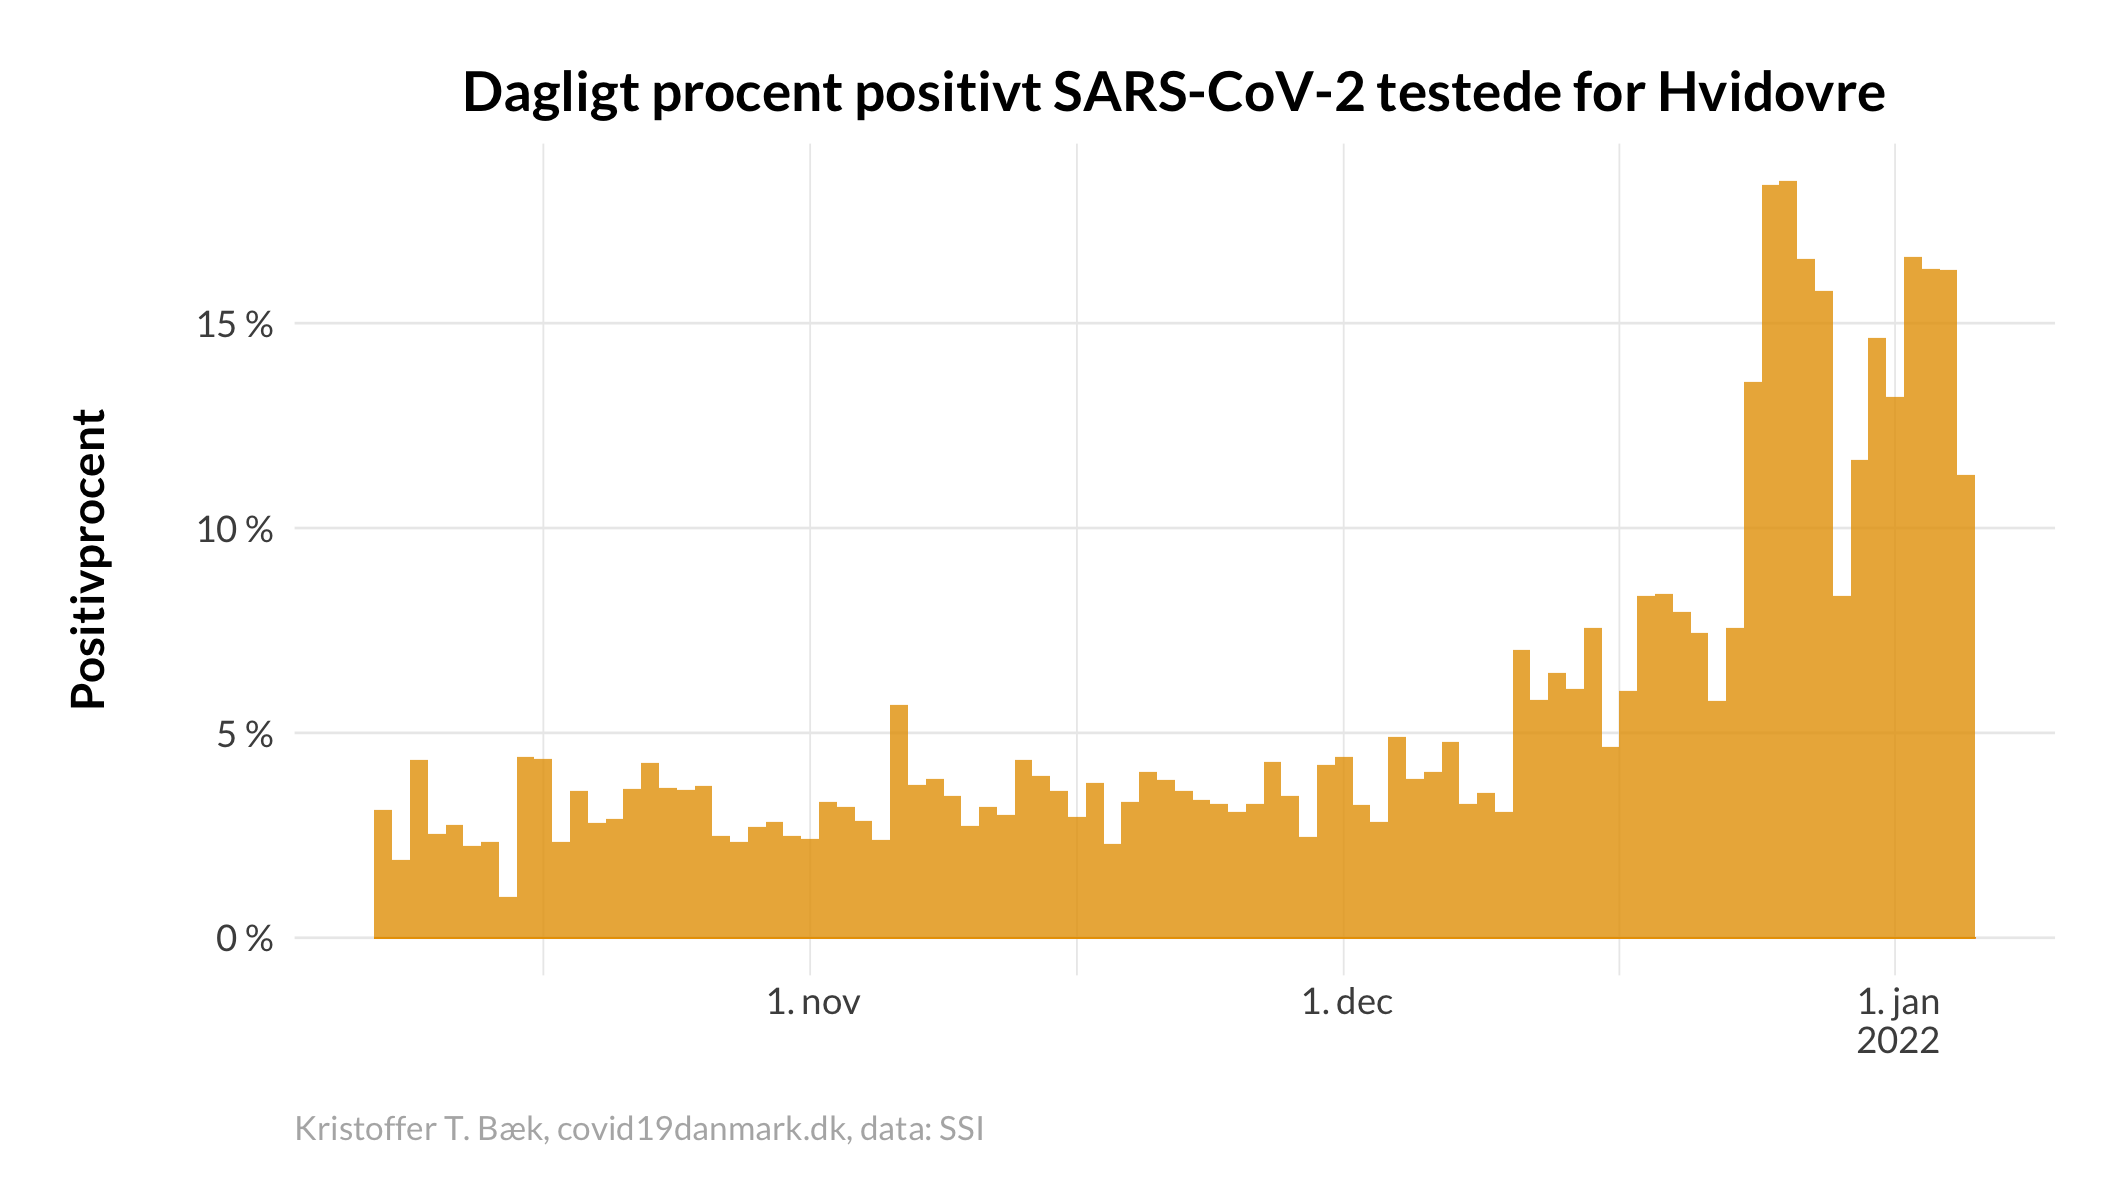 Dagligt procent positivt SARS-CoV-2 testede for Hvidovre
Positivprocent
15 %
10 %
5 %
0 %
1. nov
1. dec
1. jan
2022
Kristoffer T. Bæk, covid19danmark.dk, data: SSI